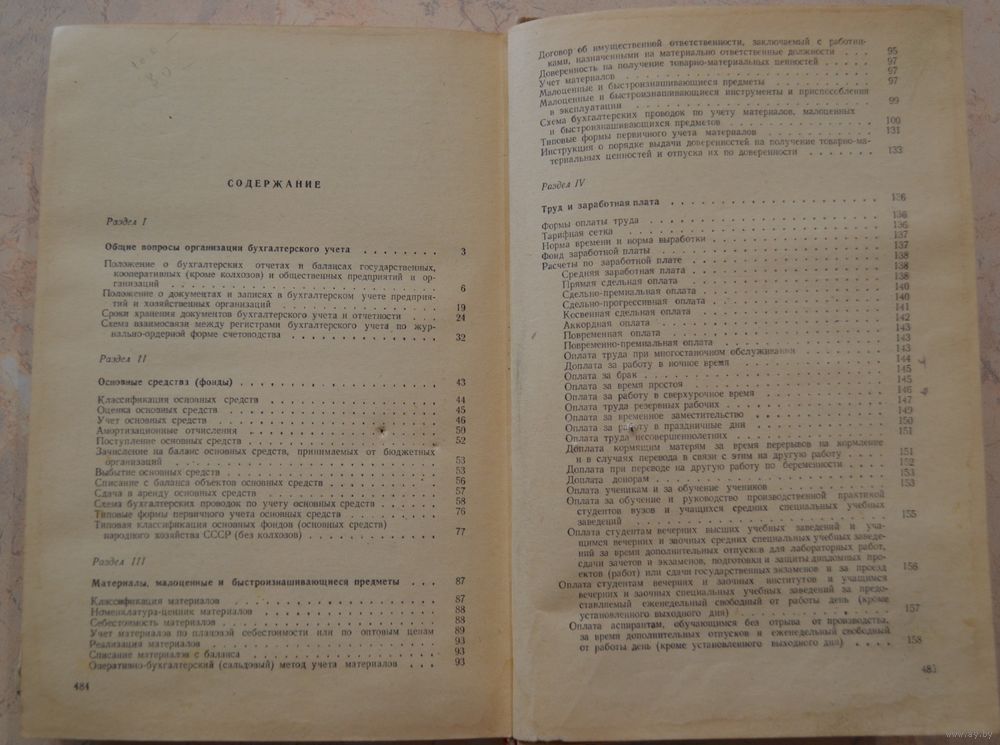 СОДЕРЖАНИЕ
Раздел I
Общие вопросы организации бухгалтерского учета . . . . . . . . 3
Положение о бухгалтерских отчетах и балансах государственных,
кооперативных (кроме колхозов) и общественных предприятий и ор-
ганизаций . . . . . . . . 6
Положение о документах и записях в бухгалтерском учете предприя-
тий и хозяйственных организаций . . . . . . . . 19
Сроки хранения документов бухгалтерского учета и отчетности . . . . 24
Схема взаимосвязи между регистрами бухгалтерского учета по жур-
нально-ордерной форме счетоводства . . . . . . . . 32
Раздел II
Основные средства (фонды) . . . . . . . . 43
Классификация основных средств . . . . . . . . 44
Оценка основных средств . . . . . . . . 45
Учет основных средств . . . . . . . . 46
Амортизационные отчисления . . . . . . . . 50
Поступление основных средств . . . . . . . . 52
Зачисление на баланс основных средств, принимаемых от бюджетных
организаций . . . . . . . . 53
Выбытие основных средств . . . . . . . . 53
Списание с баланса объектов основных средств . . . . . . . . 56
Сдача в аренду основных средств . . . . . . . . 57
Схема бухгалтерских проводок по учету основных средств . . . . . 58
Типовые формы первичного учета основных средств . . . . . . . . 76
Типовая классификация основных фондов (основных средств)
народного хозяйства СССР (без колхозов) . . . . . . . . 77
Раздел III
Материалы, малоценные и быстроизнашивающиеся предметы . . . 87
Классификация материалов . . . . . . . . 87
Номенклатура-ценник материалов . . . . . . . . 88
Себестоимость материалов . . . . . . . . 88
Учет материалов по плановой себестоимости или по оптовым ценам 89
Реализация материалов . . . . . . . . 93
Списание материалов с баланса . . . . . . . . 93
Оперативно-бухгалтерский (сальдовый) метод учета материалов . . . 93
484
Договор об имущественной ответственности, заключаемый с работни-
ками, назначенными на материально ответственные должности . . . 95
Доверенность на получение товарно-материальных ценностей . . . . 97
Учет материалов . . . . . . . . 97
Малоценные и быстроизнашивающиеся предметы . . . . . . . . 97
Малоценные и быстроизнашивающиеся инструменты и приспособления
в эксплуатации . . . . . . . . 99
Схема бухгалтерских проводок по учету материалов, малоценных
и быстроизнашивающихся предметов . . . . . . . . 100
Типовые формы первичного учета материалов . . . . . . . . 131
Инструкция о порядке выдачи доверенностей на получение товарно-ма-
териальных ценностей и отпуска их по доверенности . . . . . . . 133
Раздел IV
Труд и заработная плата . . . . . . . . 136
Формы оплаты труда . . . . . . . . 136
Тарифная сетка . . . . . . . . 136
Норма времени и норма выработки . . . . . . . . 137
Фонд заработной платы . . . . . . . . 137
Расчеты по заработной плате . . . . . . . . 138
Средняя заработная плата . . . . . . . . 138
Прямая сдельная оплата . . . . . . . . 138
Сдельно-премиальная оплата . . . . . . . . 140
Сдельно-прогрессивная оплата . . . . . . . . 140
Косвенная сдельная оплата . . . . . . . . 141
Аккордная оплата . . . . . . . . 142
Повременная оплата . . . . . . . . 143
Повременно-премиальная оплата . . . . . . . . 143
Оплата труда при многостаночном обслуживании . . . . . . . . 143
Доплата за работу в ночное время . . . . . . . . 144
Оплата за брак . . . . . . . . 145
Оплата за время простоя . . . . . . . . 145
Оплата за работу в сверхурочное время . . . . . . . . 146
Оплата труда резервных рабочих . . . . . . . . 147
Оплата за временное заместительство . . . . . . . . 149
Оплата за работу в праздничные дни . . . . . . . . 150
Оплата труда несовершеннолетних . . . . . . . . 151
Доплата кормящим матерям за время перерывов на кормление
и в случаях перевода в связи с этим на другую работу . . . . 151
Доплата при переводе на другую работу по беременности . . . . 152
Доплата донорам . . . . . . . . 153
Оплата ученикам и за обучение учеников . . . . . . . . 153
Оплата за обучение и руководство производственной практикой
студентов вузов и учащихся средних специальных учебных
заведений . . . . . . . . 155
Оплата студентам вечерних высших учебных заведений и уча-
щимся вечерних и заочных средних специальных учебных заведе-
ний за время дополнительных отпусков для лабораторных работ,
сдачи зачетов и экзаменов, подготовки и защиты дипломных про-
ектов (работ) или сдачи государственных экзаменов и за проезд 156
Оплата студентам вечерних и заочных институтов и учащимся
вечерних и заочных специальных учебных заведений за предо-
ставляемый еженедельный свободный от работы день (кроме
установленного выходного дня) . . . . . . . . 157
Оплата аспирантам, обучающимся без отрыва от производства,
за время дополнительных отпусков и еженедельный свободный
от работы день (кроме установленного выходного дня) . . . . 158
www.ay.by